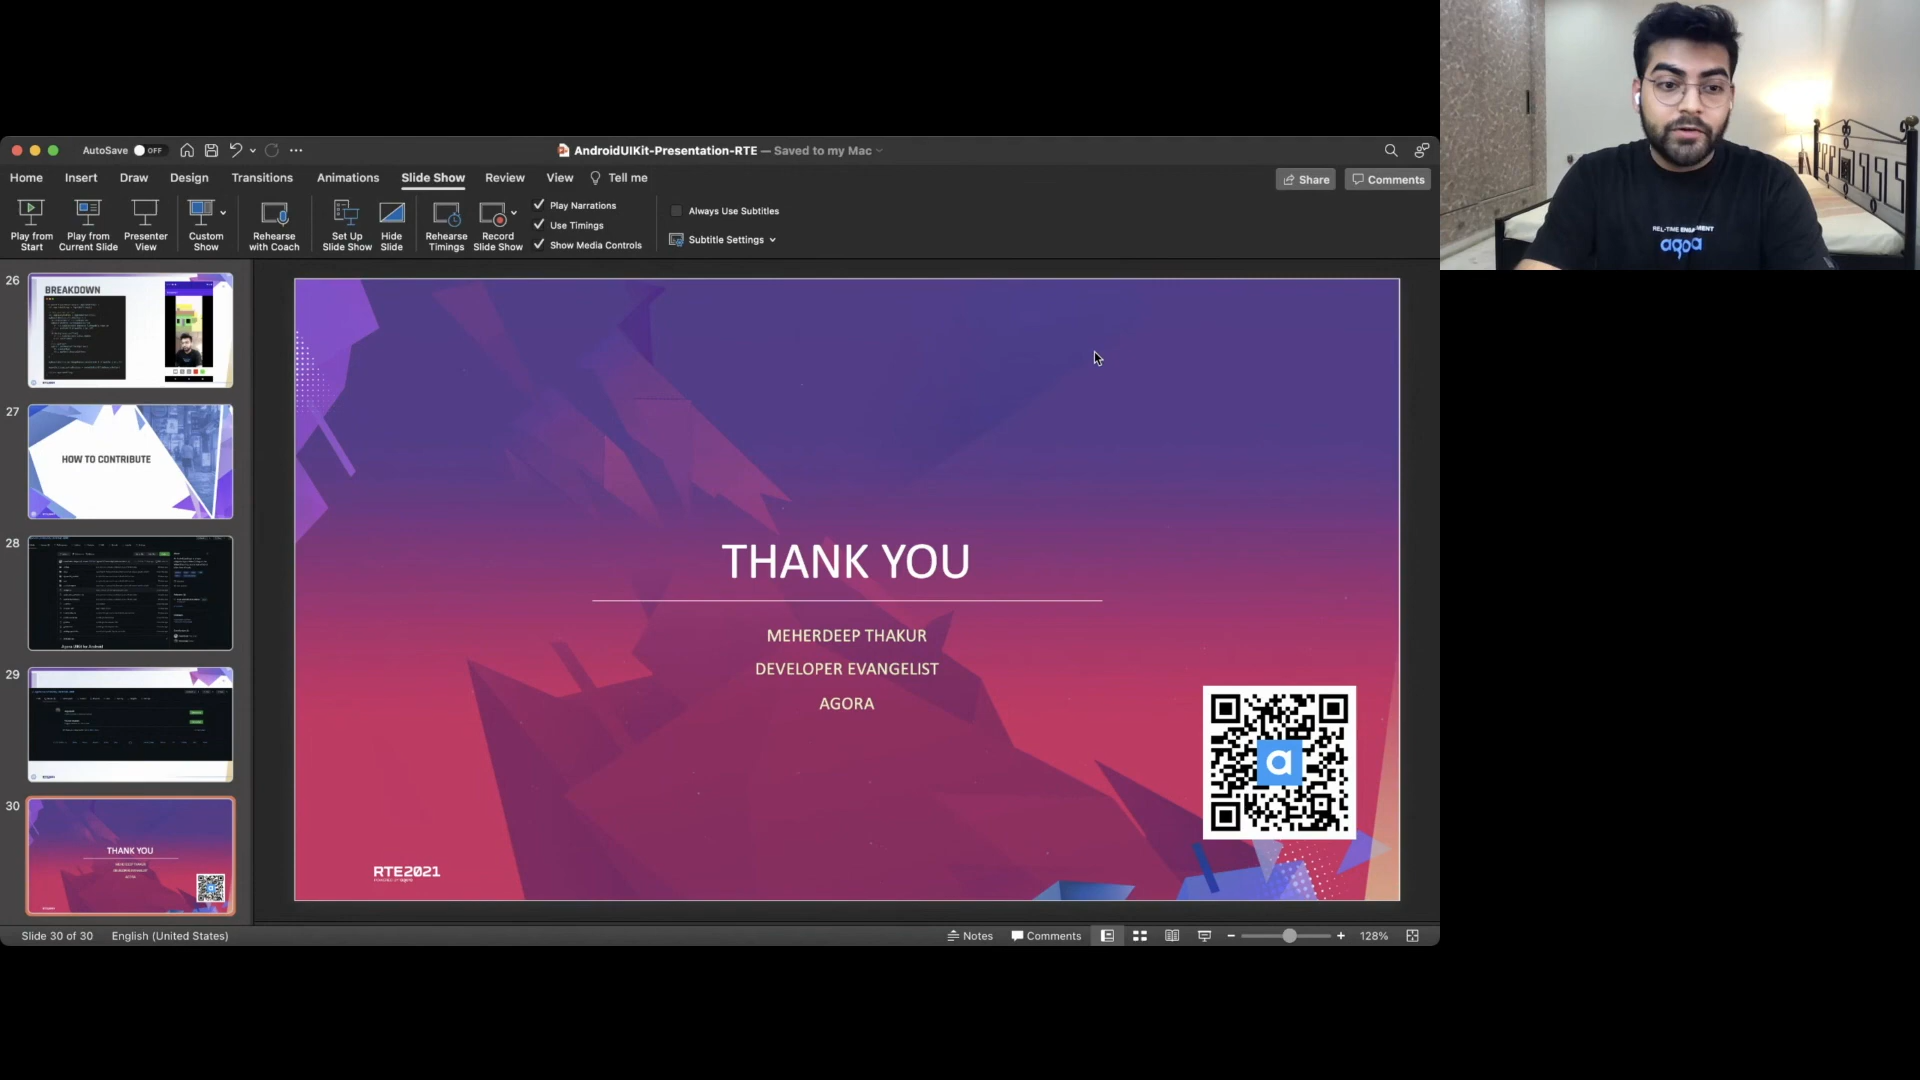 AutoSave OFF
AndroidUIKit-Presentation-RTE — Saved to my Mac
Home Insert Draw Design Transitions Animations Slide Show Review View Tell me
Share Comments
Play from Start
Play from Current Slide
Presenter View
Custom Show
Rehearse with Coach
Set Up Slide Show
Hide Slide
Rehearse Timings
Record Slide Show
Play Narrations
Use Timings
Show Media Controls
Always Use Subtitles
Subtitle Settings
26
BREAKDOWN
27
HOW TO CONTRIBUTE
28
29
30
THANK YOU
MEHERDEEP THAKUR
DEVELOPER EVANGELIST
AGORA
THANK YOU
MEHERDEEP THAKUR
DEVELOPER EVANGELIST
AGORA
a
RTE2021
Slide 30 of 30 English (United States)
Notes Comments 128%